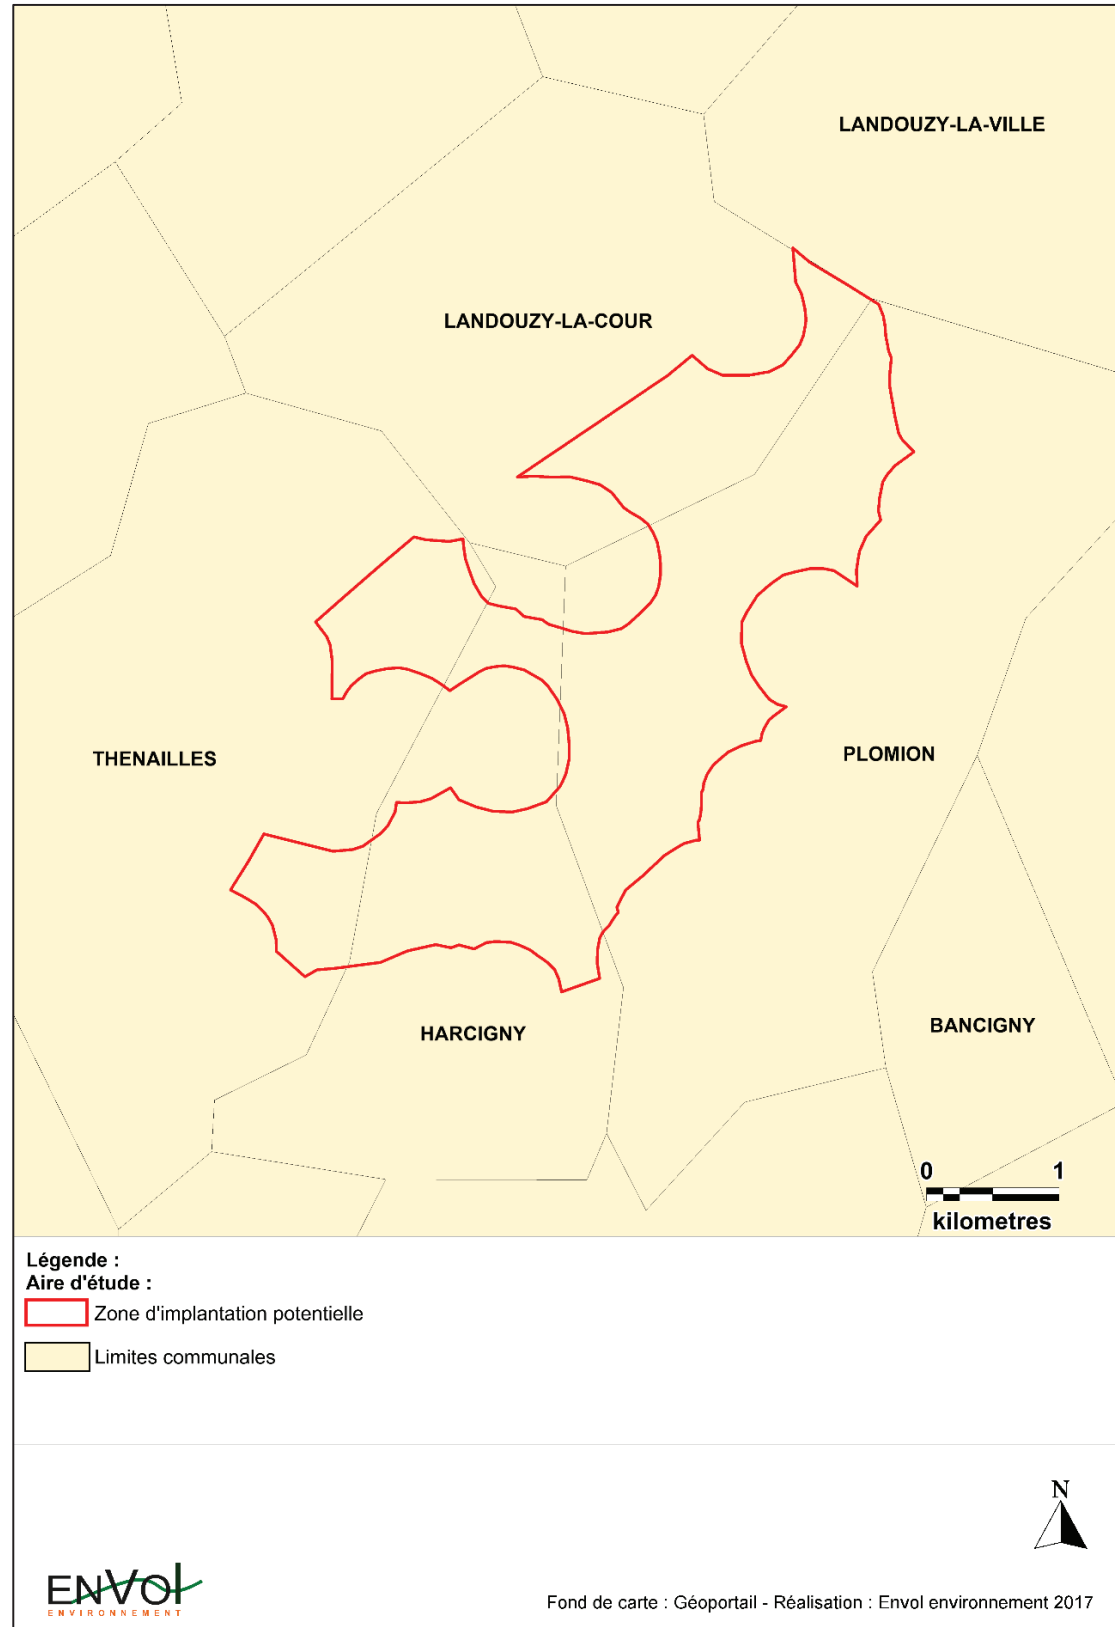 LANDOUZY-LA-VILLE
LANDOUZY-LA-COUR
THENAILLES
PLOMION
HARCIGNY
BANCIGNY
0 1
kilometres
Légende :
Aire d'étude :
Zone d'implantation potentielle
Limites communales
N
ENVOl
ENVIRONNEMENT
Fond de carte : Géoportail - Réalisation : Envol environnement 2017